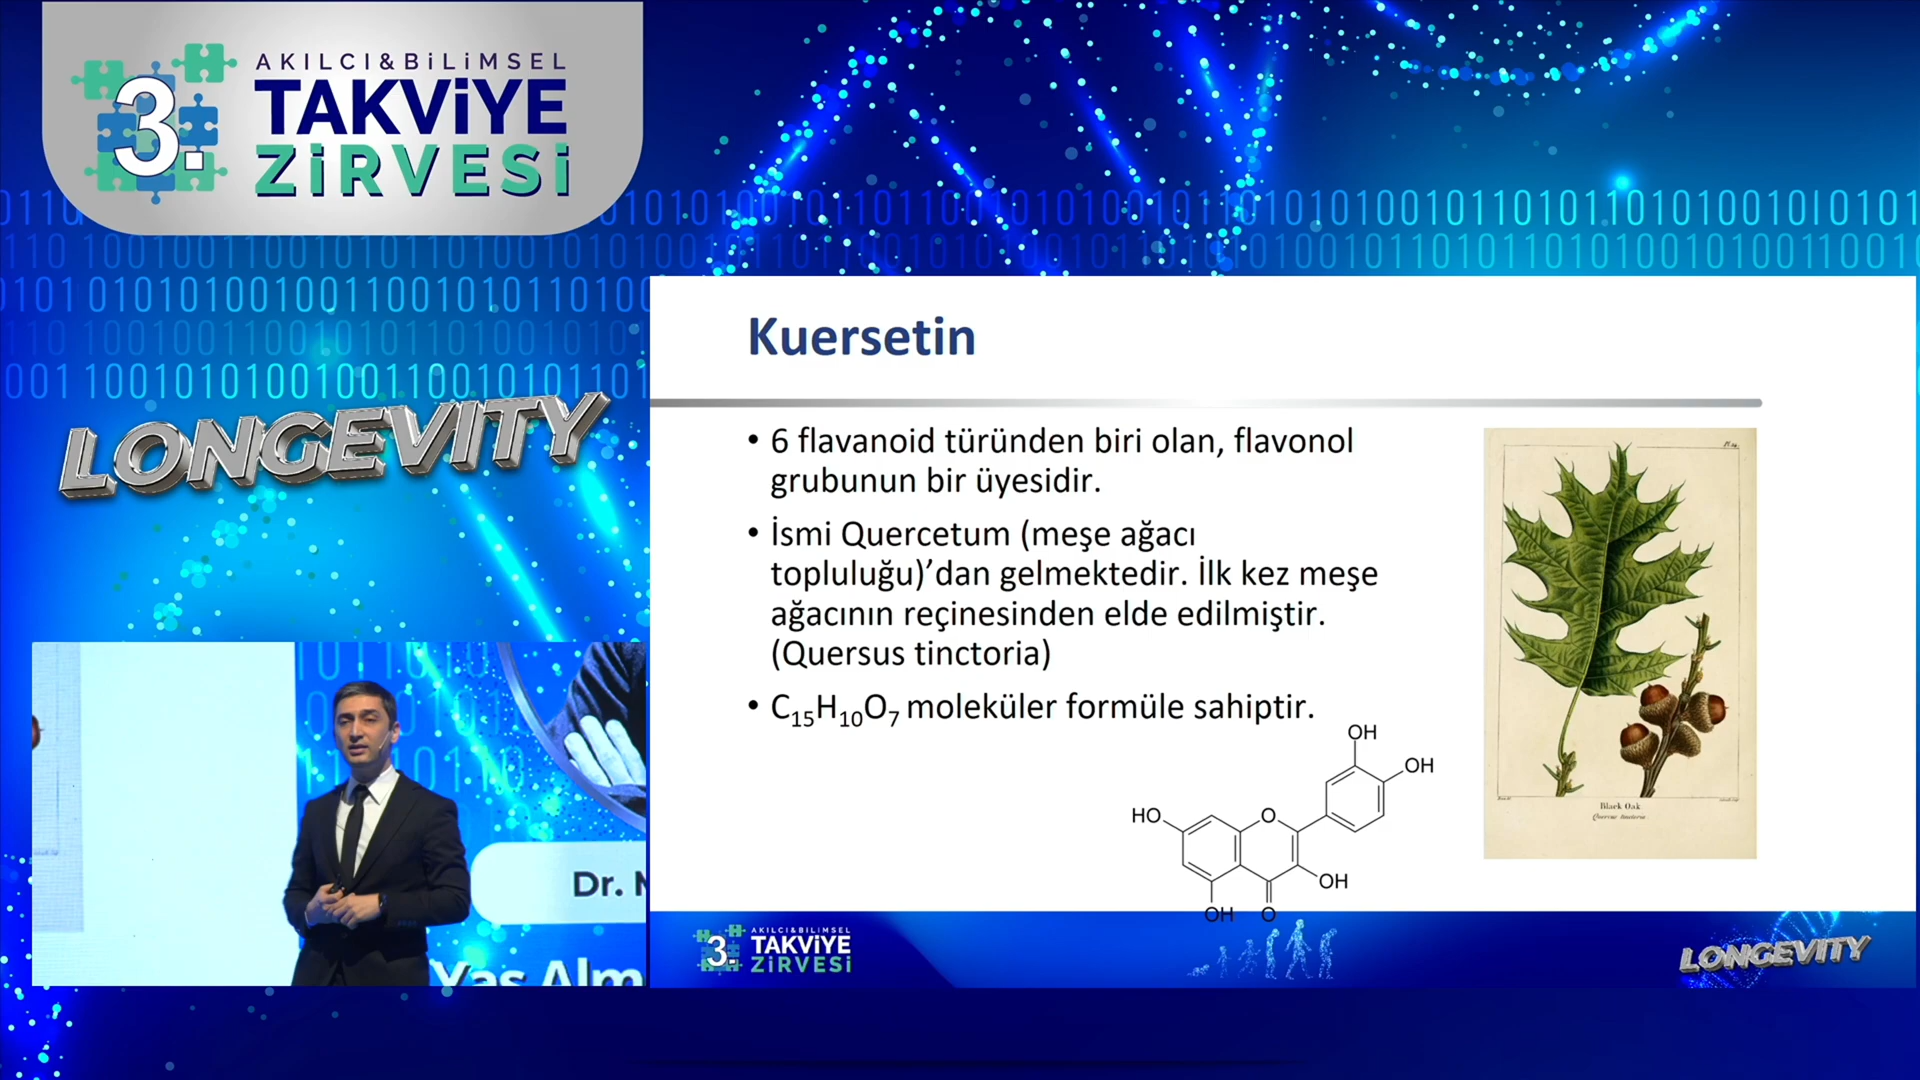 AKILCI&BİLİMSEL
3. TAKVİYE
ZİRVESİ
LONGEVITY
Kuersetin
• 6 flavanoid türünden biri olan, flavonol
grubunun bir üyesidir.
• İsmi Quercetum (meşe ağacı
topluluğu)’dan gelmektedir. İlk kez meşe
ağacının reçinesinden elde edilmiştir.
(Quersus tinctoria)
• C₁₅H₁₀O₇ moleküler formüle sahiptir.
OH
OH
HO
O
OH
OH
O
Black Oak
Quercus tinctoria.
Dr.
Yaş Alm
AKILCI&BİLİMSEL
3. TAKVİYE
ZİRVESİ
LONGEVITY